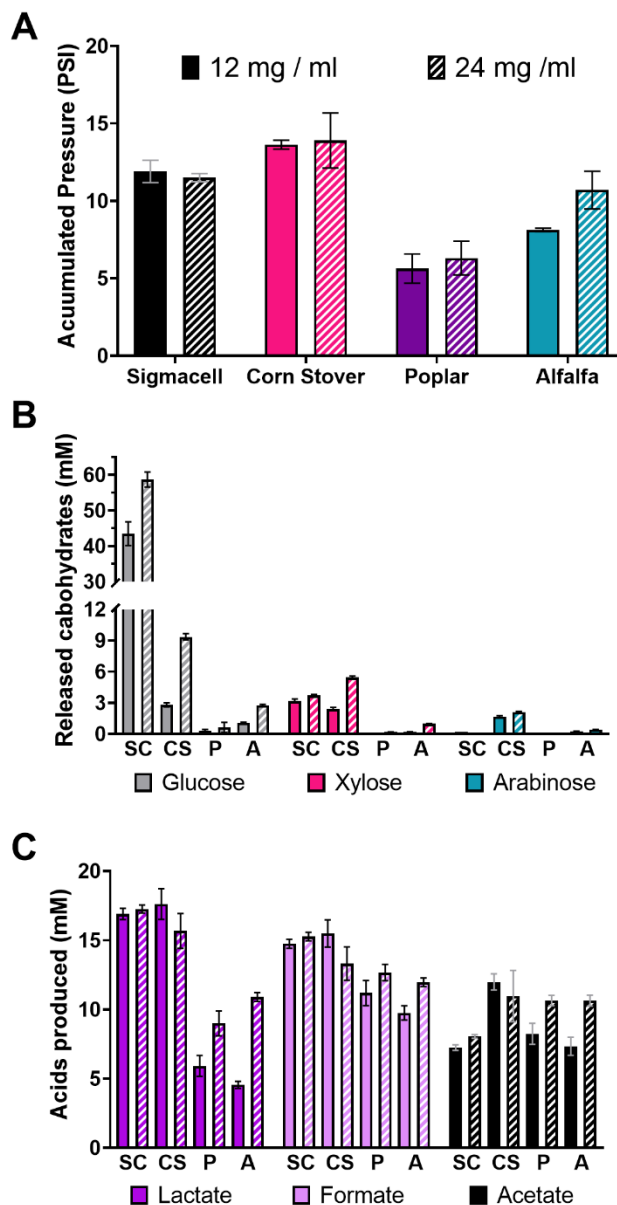 A
Acuumulated Pressure (PSI)
20
15
10
5
0
12 mg / ml
24 mg /ml
Sigmacell Corn Stover Poplar Alfalfa
B
Released cabohydrates (mM)
60
45
30
12
9
6
3
0
SC CS P A SC CS P A SC CS P A
Glucose Xylose Arabinose
C
Acids produced (mM)
20
15
10
5
0
SC CS P A SC CS P A SC CS P A
Lactate Formate Acetate